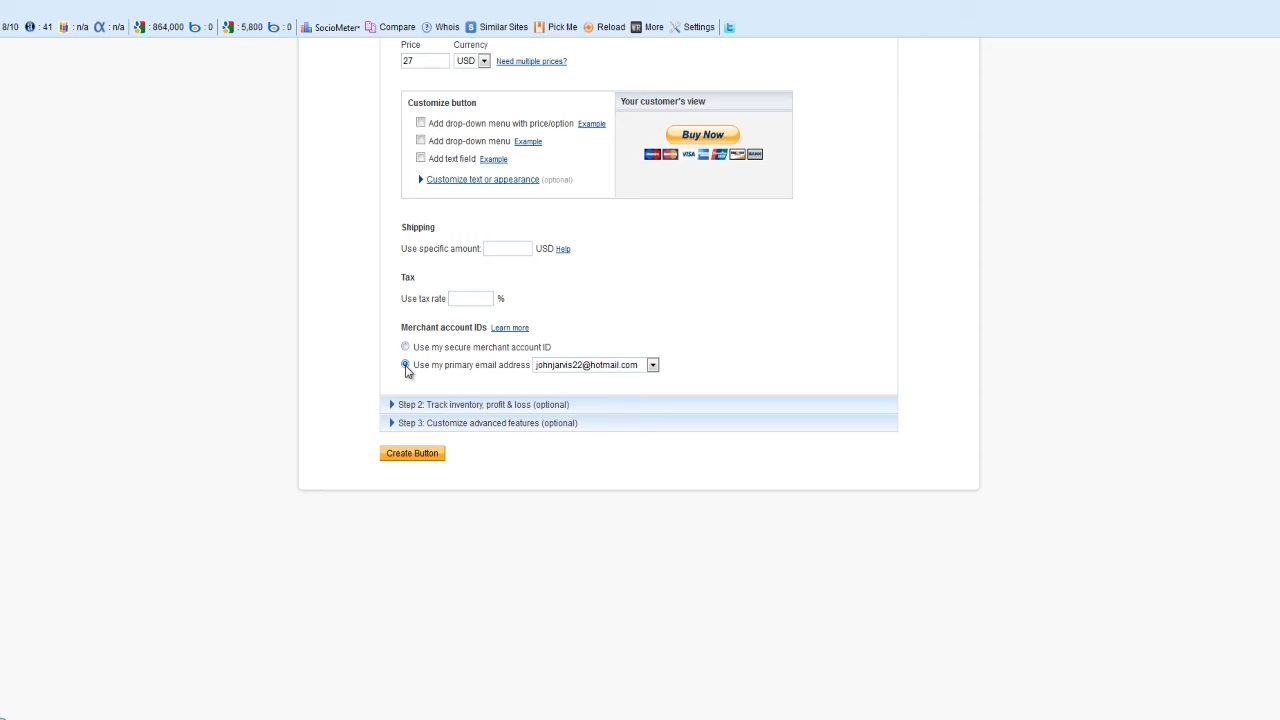 8/10 : 41 : n/a : n/a : 864,000 : 0 : 5,800 : 0 SocioMeter Compare Whois Similar Sites Pick Me Reload More Settings
Price Currency
27 USD Need multiple prices?
Customize button
Add drop-down menu with price/option Example
Add drop-down menu Example
Add text field Example
Customize text or appearance (optional)
Your customer's view
Buy Now
VISA
Shipping
Use specific amount: USD Help
Tax
Use tax rate %
Merchant account IDs Learn more
Use my secure merchant account ID
Use my primary email address johnjarvis22@hotmail.com
Step 2: Track inventory, profit & loss (optional)
Step 3: Customize advanced features (optional)
Create Button